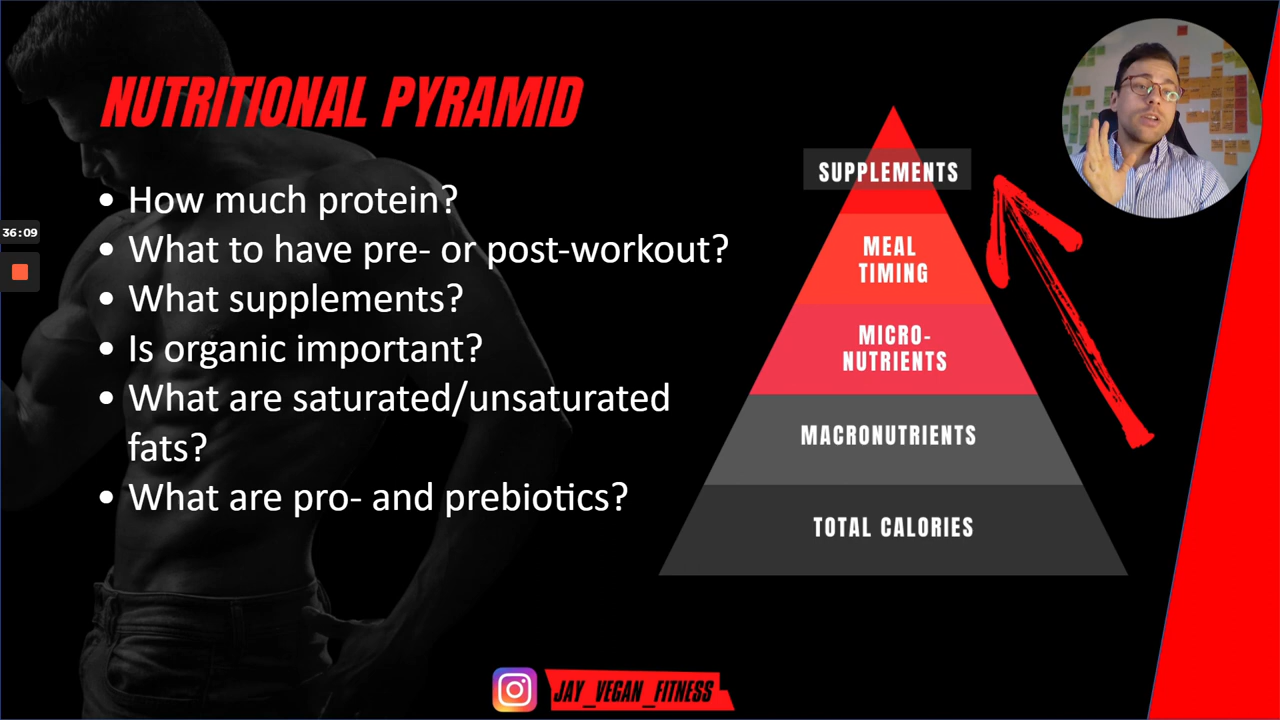 NUTRITIONAL PYRAMID
• How much protein?
• What to have pre- or post-workout?
• What supplements?
• Is organic important?
• What are saturated/unsaturated
fats?
• What are pro- and prebiotics?
36:09
SUPPLEMENTS
MEAL
TIMING
MICRO-
NUTRIENTS
MACRONUTRIENTS
TOTAL CALORIES
JAY_VEGAN_FITNESS